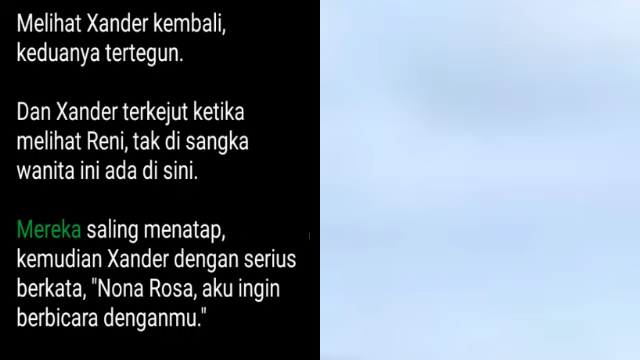 Melihat Xander kembali,
keduanya tertegun.
Dan Xander terkejut ketika
melihat Reni, tak di sangka
wanita ini ada di sini.
Mereka saling menatap,
kemudian Xander dengan serius
berkata, "Nona Rosa, aku ingin
berbicara denganmu."